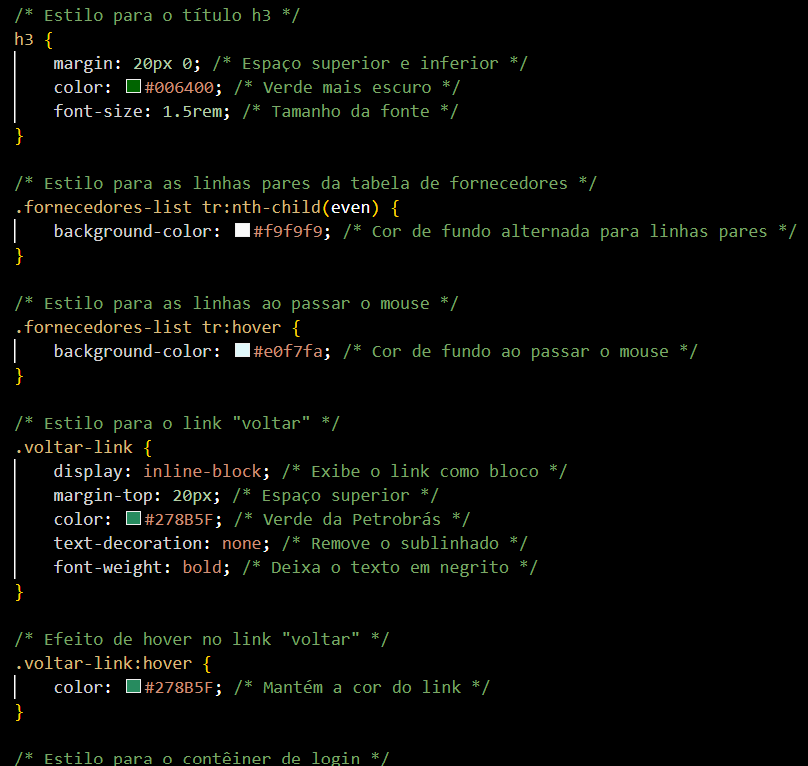 /* Estilo para o título h3 */
h3 {
    margin: 20px 0; /* Espaço superior e inferior */
    color: #006400; /* Verde mais escuro */
    font-size: 1.5rem; /* Tamanho da fonte */
}

/* Estilo para as linhas pares da tabela de fornecedores */
.fornecedores-list tr:nth-child(even) {
    background-color: #f9f9f9; /* Cor de fundo alternada para linhas pares */
}

/* Estilo para as linhas ao passar o mouse */
.fornecedores-list tr:hover {
    background-color: #e0f7fa; /* Cor de fundo ao passar o mouse */
}

/* Estilo para o link "voltar" */
.voltar-link {
    display: inline-block; /* Exibe o link como bloco */
    margin-top: 20px; /* Espaço superior */
    color: #278B5F; /* Verde da Petrobrás */
    text-decoration: none; /* Remove o sublinhado */
    font-weight: bold; /* Deixa o texto em negrito */
}

/* Efeito de hover no link "voltar" */
.voltar-link:hover {
    color: #278B5F; /* Mantém a cor do link */
}

/* Estilo para o contêiner de login */